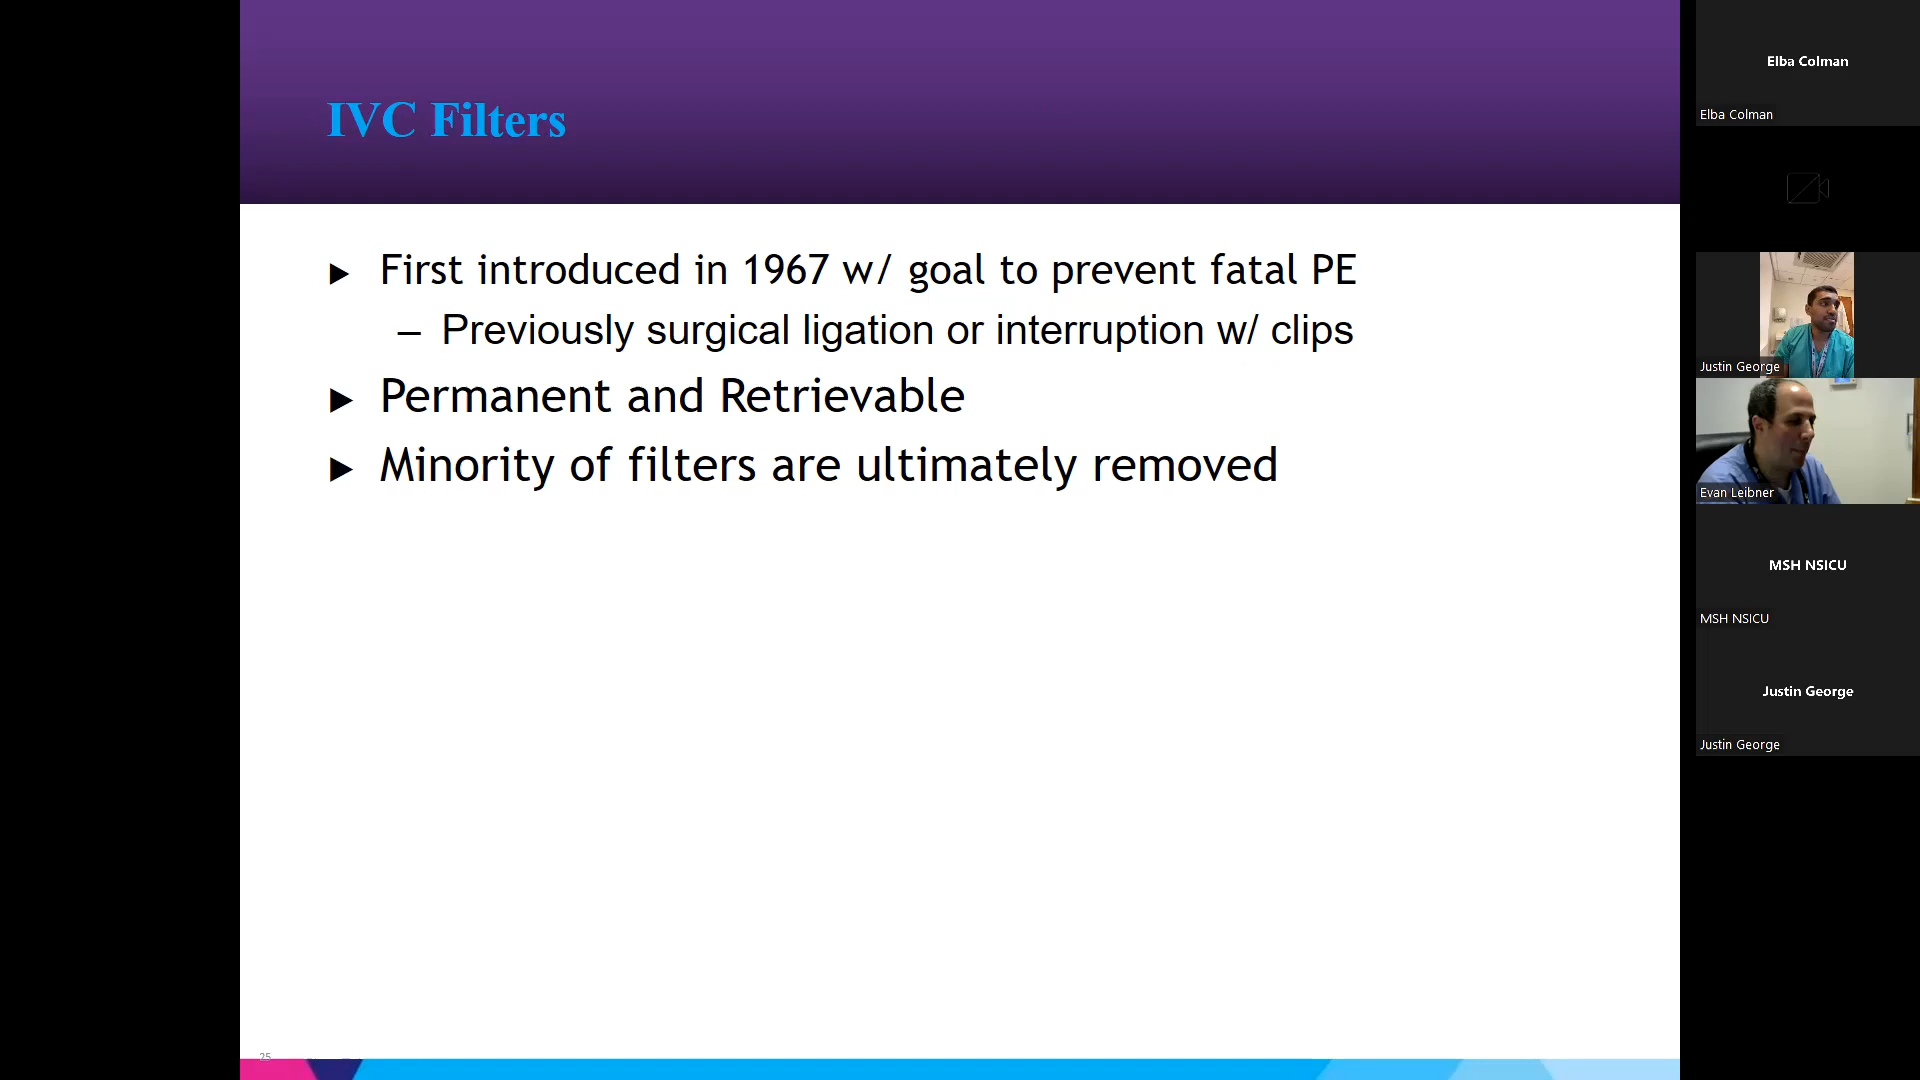 IVC Filters
► First introduced in 1967 w/ goal to prevent fatal PE
– Previously surgical ligation or interruption w/ clips
► Permanent and Retrievable
► Minority of filters are ultimately removed
25
Elba Colman
Elba Colman
Justin George
Evan Leibner
MSH NSICU
MSH NSICU
Justin George
Justin George